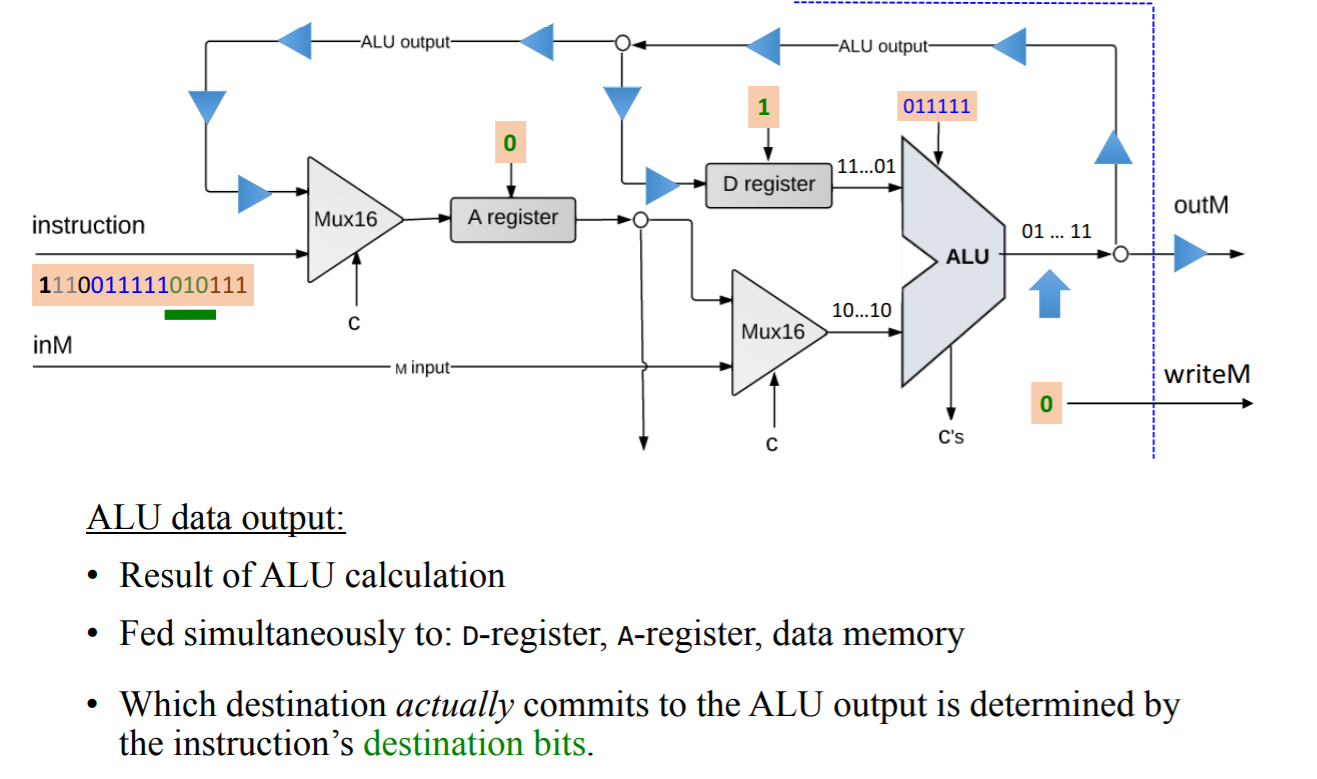 ALU output
ALU output
1
011111
0
11...01
D register
instruction
Mux16
A register
outM
01 ... 11
ALU
1110011111010111
10...10
c
Mux16
inM
M input
writeM
0
c
c's
ALU data output:
• Result of ALU calculation
• Fed simultaneously to: D-register, A-register, data memory
• Which destination actually commits to the ALU output is determined by
the instruction’s destination bits.